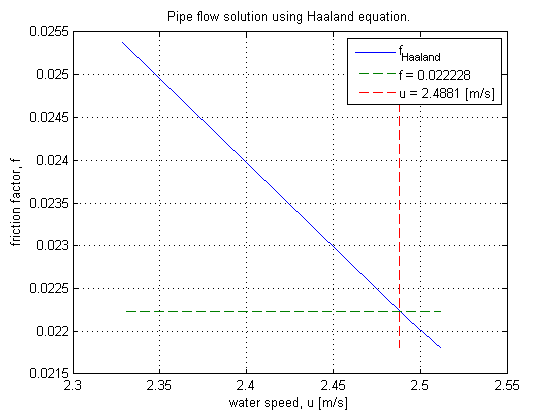 Pipe flow solution using Haaland equation.
0.0255
0.025
0.0245
0.024
0.0235
0.023
0.0225
0.022
0.0215
friction factor, f
f Haaland
f = 0.022228
u = 2.4881 [m/s]
2.3
2.35
2.4
2.45
2.5
2.55
water speed, u [m/s]